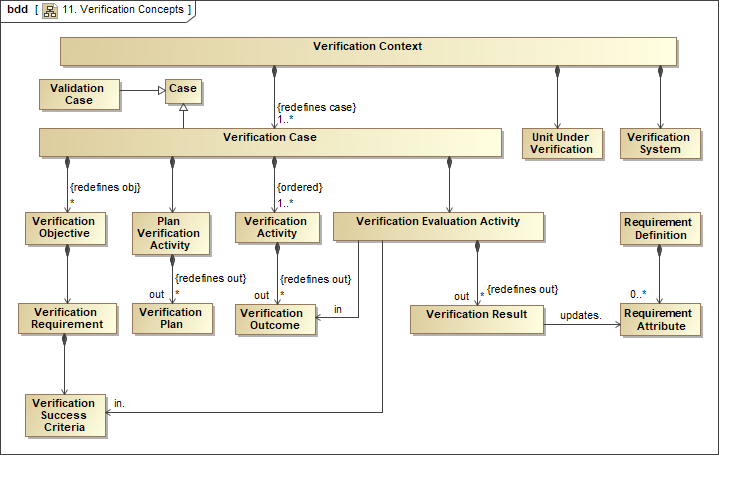 bdd [ 11. Verification Concepts ]
Verification Context
Validation
Case
Case
{redefines case}
1..*
Verification Case
Unit Under
Verification
Verification
System
{redefines obj}
*
{ordered}
1..*
Verification
Objective
Plan
Verification
Activity
Verification
Activity
Verification Evaluation Activity
Requirement
Definition
{redefines out}
out *
{redefines out}
out *
in
{redefines out}
out *
0..*
Verification
Requirement
Verification
Plan
Verification
Outcome
Verification Result
updates.
Requirement
Attribute
Verification
Success
Criteria
in.